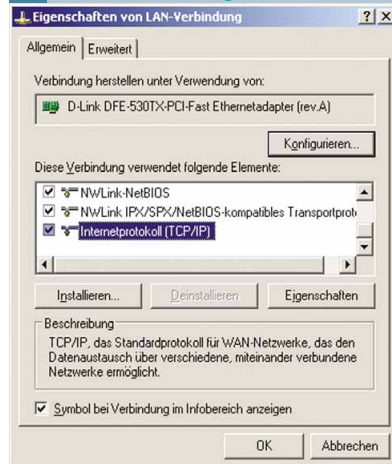 Eigenschaften von LAN-Verbindung
Allgemein Erweitert
Verbindung herstellen unter Verwendung von:
D-Link DFE-530TX-PCI-Fast Ethernetadapter (rev.A)
Konfigurieren...
Diese Verbindung verwendet folgende Elemente:
NWLink-NetBIOS
NWLink IPX/SPX/NetBIOS-kompatibles Transportproto
Internetprotokoll (TCP/IP)
Installieren... Deinstallieren Eigenschaften
Beschreibung
TCP/IP, das Standardprotokoll für WAN-Netzwerke, das den
Datenaustausch über verschiedene, miteinander verbundene
Netzwerke ermöglicht.
Symbol bei Verbindung im Infobereich anzeigen
OK Abbrechen